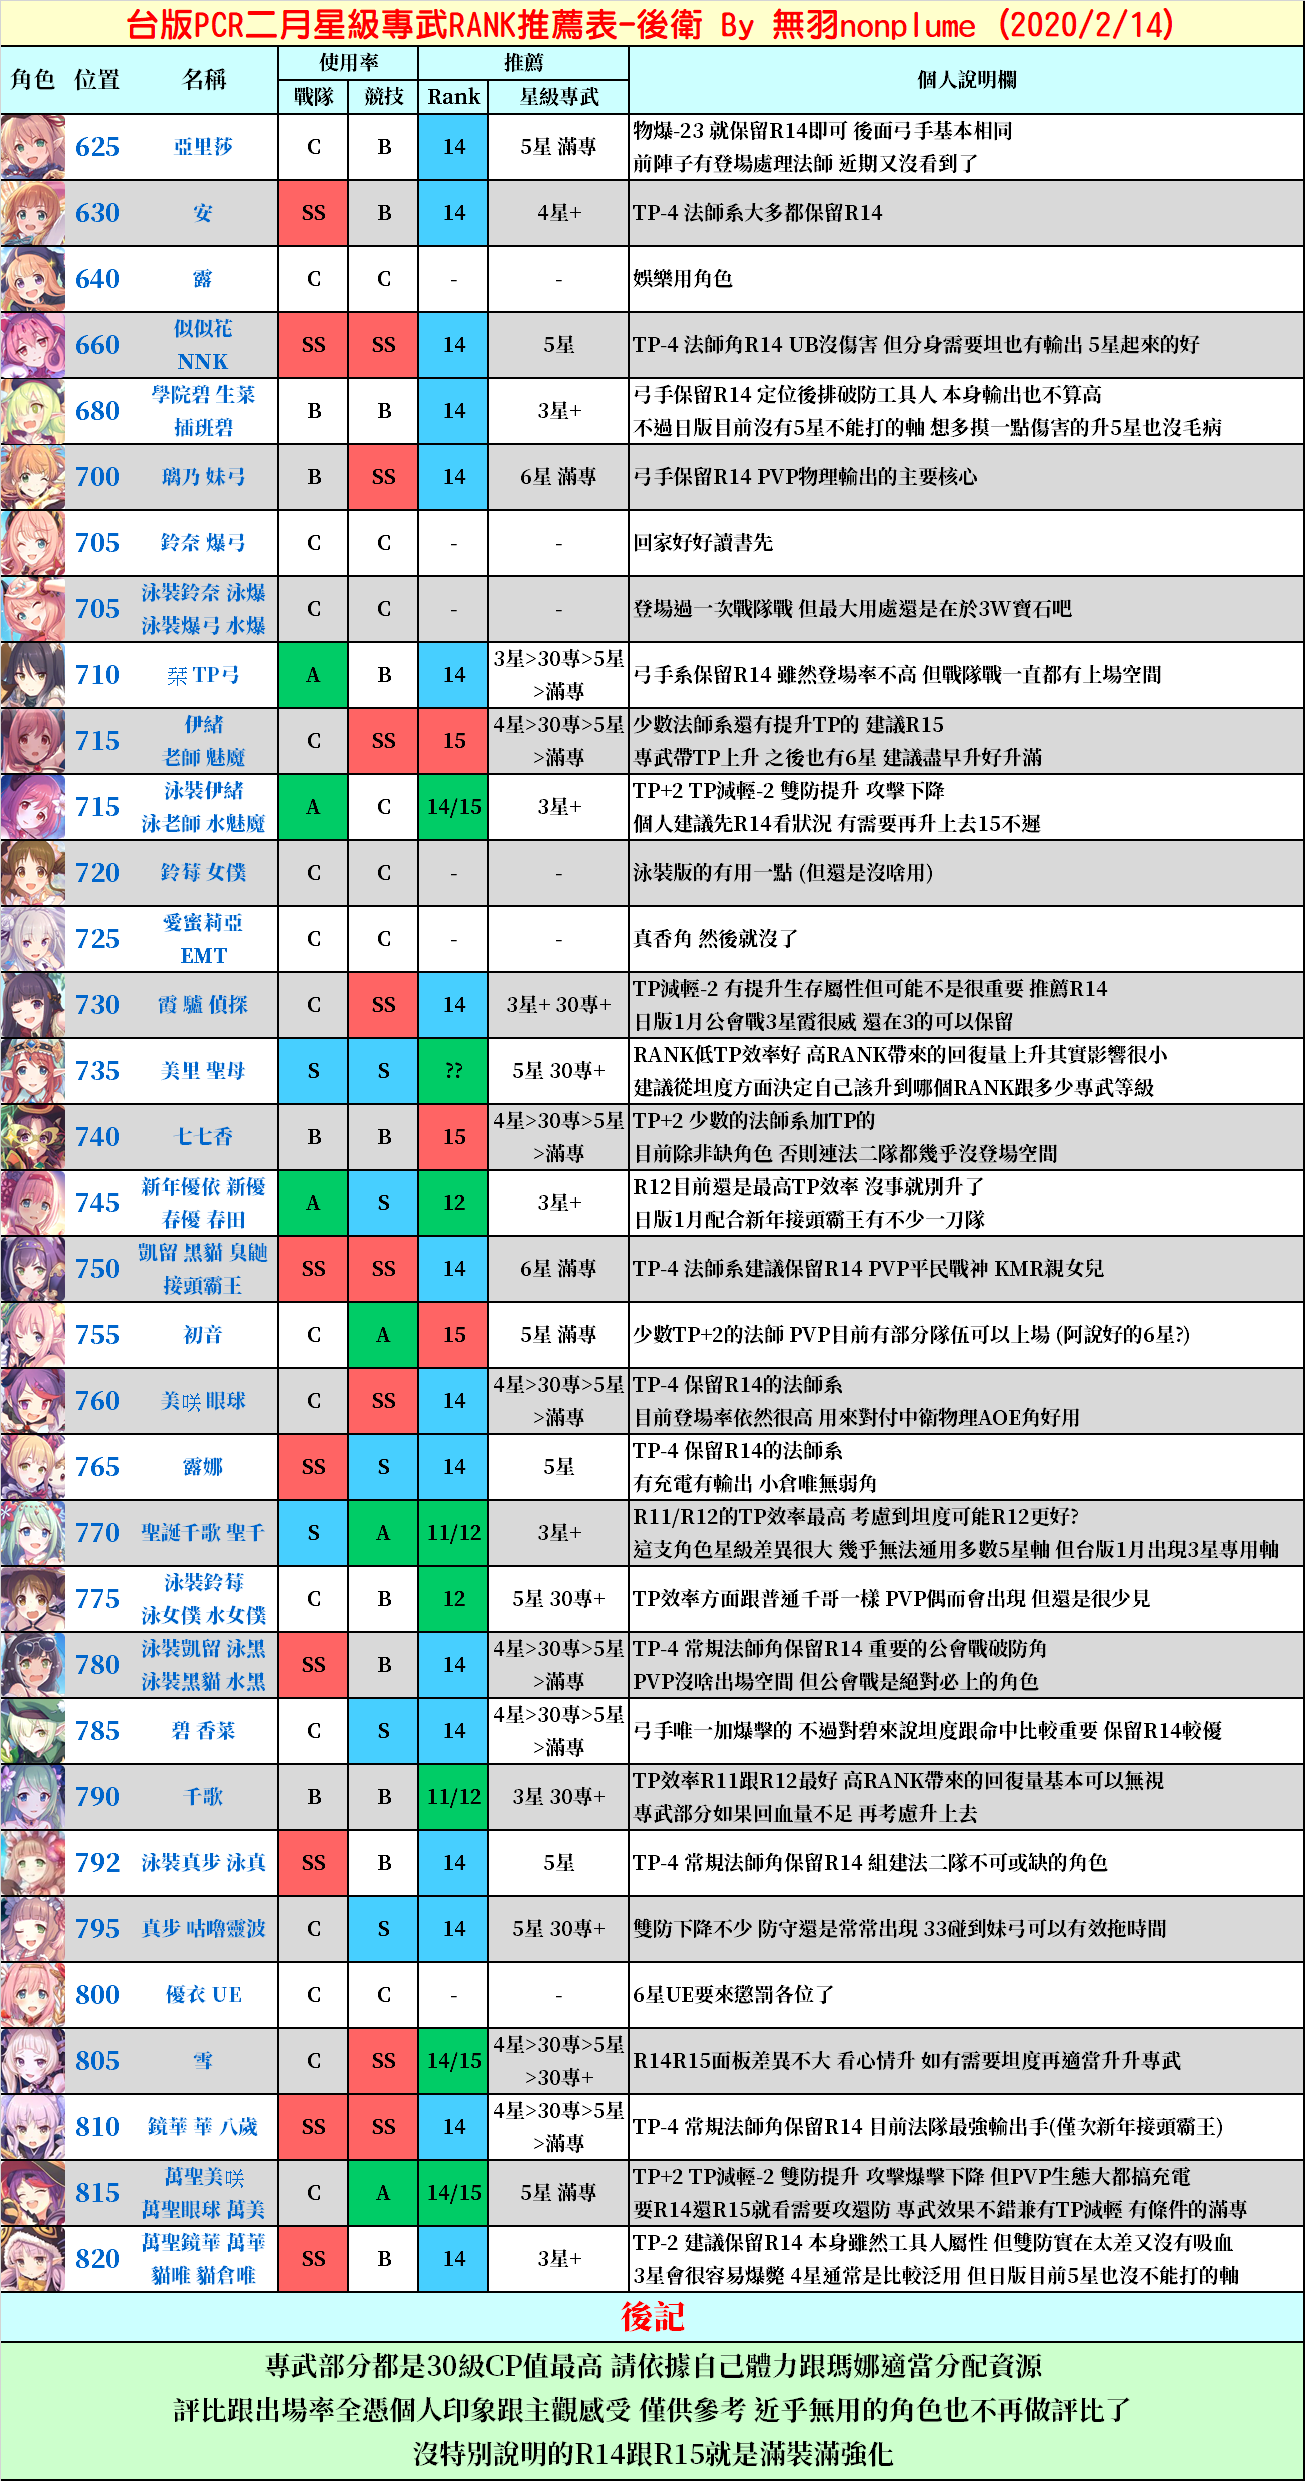 台版PCR二月星級專武RANK推薦表-後衛 By 無羽nonplume (2020/2/14)
角色 位置 名稱 使用率 推薦 個人說明欄
戰隊 競技 Rank 星級專武
625 亞里莎 C B 14 5星 滿專
物爆-23 就保留R14即可 後面弓手基本相同
前陣子有登場處理法師 近期又沒看到了
630 安 SS B 14 4星+ TP-4 法師系大多都保留R14
640 露 C C - - 娛樂用角色
660 似似花
NNK
SS SS 14 5星 TP-4 法師角R14 UB沒傷害 但分身需要坦也有輸出 5星起來的好
680 學院碧 生菜
插班碧
B B 14 3星+
弓手保留R14 定位後排破防工具人 本身輸出也不算高
不過日版目前沒有5星不能打的軸 想多摸一點傷害的升5星也沒毛病
700 璃乃 妹弓 B SS 14 6星 滿專 弓手保留R14 PVP物理輸出的主要核心
705 鈴奈 爆弓 C C - - 回家好好讀書先
705 泳裝鈴奈 泳爆
泳裝爆弓 水爆
C C - - 登場過一次戰隊戰 但最大用處還是在於3W寶石吧
710 栞 TP弓 A B 14 3星>30專>5星
>滿專
弓手系保留R14 雖然登場率不高 但戰隊戰一直都有上場空間
715 伊緒
老師 魅魔
C SS 15 4星>30專>5星
>滿專
少數法師系還有提升TP的 建議R15
專武帶TP上升 之後也有6星 建議盡早升好升滿
715 泳裝伊緒
泳老師 水魅魔
A C 14/15 3星+
TP+2 TP減輕-2 雙防提升 攻擊下降
個人建議先R14看狀況 有需要再升上去15不遲
720 鈴莓 女僕 C C - - 泳裝版的有用一點 (但還是沒啥用)
725 愛蜜莉亞
EMT
C C - - 真香角 然後就沒了
730 霞 驢 偵探 C SS 14 3星+ 30專+
TP減輕-2 有提升生存屬性但可能不是很重要 推薦R14
日版1月公會戰3星霞很威 還在3的可以保留
735 美里 聖母 S S ?? 5星 30專+
RANK低TP效率好 高RANK帶來的回復量上升其實影響很小
建議從坦度方面決定自己該升到哪個RANK跟多少專武等級
740 七七香 B B 15 4星>30專>5星
>滿專
TP+2 少數的法師系加TP的
目前除非缺角色 否則連法二隊都幾乎沒登場空間
745 新年優依 新優
春優 春田
A S 12 3星+
R12目前還是最高TP效率 沒事就別升了
日版1月配合新年接頭霸王有不少一刀隊
750 凱留 黑貓 臭鼬
接頭霸王
SS SS 14 6星 滿專 TP-4 法師系建議保留R14 PVP平民戰神 KMR親女兒
755 初音 C A 15 5星 滿專 少數TP+2的法師 PVP目前有部分隊伍可以上場 (阿說好的6星?)
760 美咲 眼球 C SS 14 4星>30專>5星
>滿專
TP-4 保留R14的法師系
目前登場率依然很高 用來對付中衛物理AOE角好用
765 露娜 SS S 14 5星
TP-4 保留R14的法師系
有充電有輸出 小倉唯無弱角
770 聖誕千歌 聖千 S A 11/12 3星+
R11/R12的TP效率最高 考慮到坦度可能R12更好?
這支角色星級差異很大 幾乎無法通用多數5星軸 但台版1月出現3星專用軸
775 泳裝鈴莓
泳女僕 水女僕
C B 12 5星 30專+ TP效率方面跟普通千哥一樣 PVP偶而會出現 但還是很少見
780 泳裝凱留 泳黑
泳裝黑貓 水黑
SS B 14 4星>30專>5星
>滿專
TP-4 常規法師角保留R14 重要的公會戰破防角
PVP沒啥出場空間 但公會戰是絕對必上的角色
785 碧 香菜 C S 14 4星>30專>5星
>滿專
弓手唯一加爆擊的 不過對碧來說坦度跟命中比較重要 保留R14較優
790 千歌 B B 11/12 3星 30專+
TP效率R11跟R12最好 高RANK帶來的回復量基本可以無視
專武部分如果回血量不足 再考慮升上去
792 泳裝真步 泳真 SS B 14 5星 TP-4 常規法師角保留R14 組建法二隊不可或缺的角色
795 真步 咕嚕靈波 C S 14 5星 30專+ 雙防下降不少 防守還是常常出現 33碰到妹弓可以有效拖時間
800 優衣 UE C C - - 6星UE要來懲罰各位了
805 雪 C SS 14/15 4星>30專>5星
>30專+
R14R15面板差異不大 看心情升 如有需要坦度再適當升升專武
810 鏡華 華 八歲 SS SS 14 4星>30專>5星
>滿專
TP-4 常規法師角保留R14 目前法隊最強輸出手(僅次新年接頭霸王)
815 萬聖美咲
萬聖眼球 萬美
C A 14/15 5星 滿專
TP+2 TP減輕-2 雙防提升 攻擊爆擊下降 但PVP生態大都搞充電
要R14還R15就看需要攻還防 專武效果不錯兼有TP減輕 有條件的滿專
820 萬聖鏡華 萬華
貓唯 貓倉唯
SS B 14 3星+
TP-2 建議保留R14 本身雖然工具人屬性 但雙防實在太差又沒有吸血
3星會很容易爆斃 4星通常是比較泛用 但日版目前5星也沒不能打的軸
後記
專武部分都是30級CP值最高 請依據自己體力跟瑪娜適當分配資源
評比跟出場率全憑個人印象跟主觀感受 僅供參考 近乎無用的角色也不再做評比了
沒特別說明的R14跟R15就是滿裝滿強化